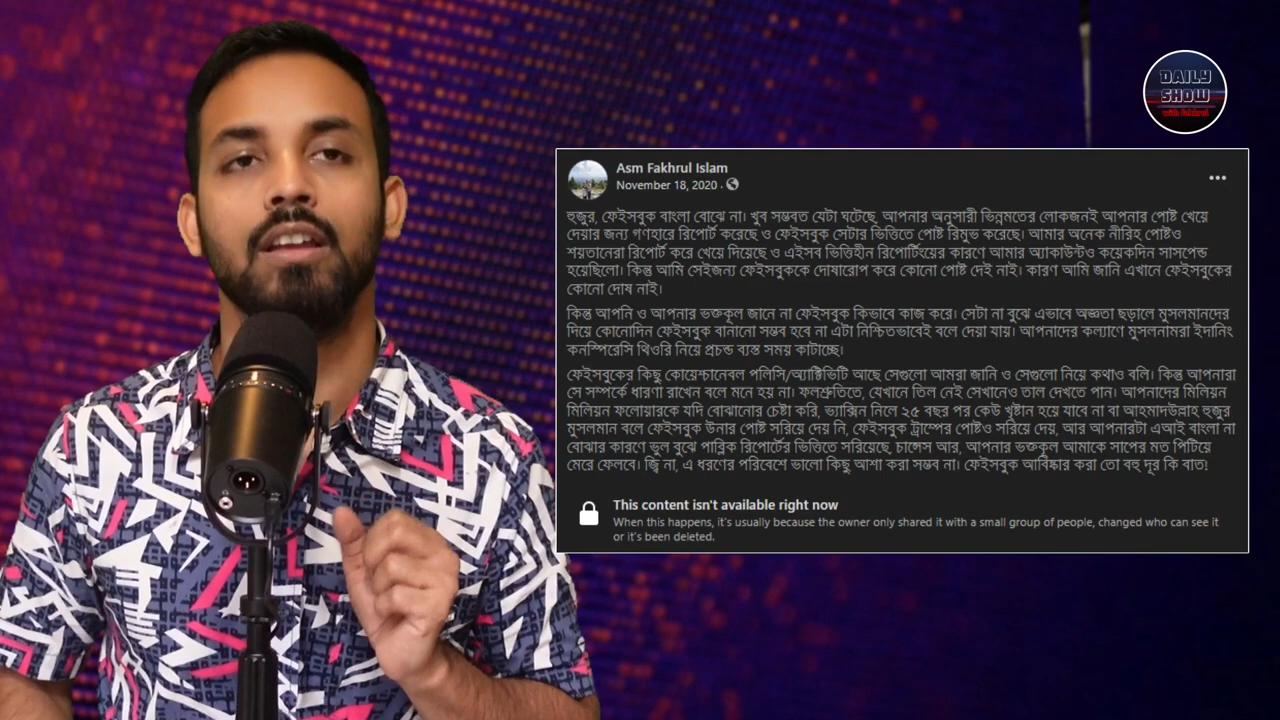 DAILY
SHOW
with Fakhrul
Asm Fakhrul Islam
November 18, 2020 ·
হুজুর, ফেইসবুক বাংলা বোঝে না। খুব সম্ভবত যেটা ঘটেছে, আপনার অনুসারী ভিন্নমতের লোকজনই আপনার পোষ্ট খেয়ে
দেয়ার জন্য গণহারে রিপোর্ট করেছে ও ফেইসবুক সেটার ভিত্তিতে পোষ্ট রিমুভ করেছে। আমার অনেক নীরিহ পোষ্টও
শয়তানেরা রিপোর্ট করে খেয়ে দিয়েছে ও এইসব ভিত্তিহীন রিপোর্টিংয়ের কারণে আমার অ্যাকাউন্টও কয়েকদিন সাসপেন্ড
হয়েছিলো। কিন্তু আমি সেইজন্য ফেইসবুককে দোষারোপ করে কোনো পোষ্ট দেই নাই। কারণ আমি জানি এখানে ফেইসবুকের
কোনো দোষ নাই।
কিন্তু আপনি ও আপনার ভক্তকূল জানে না ফেইসবুক কিভাবে কাজ করে। সেটা না বুঝে এভাবে অজ্ঞতা ছড়ালে মুসলমানদের
দিয়ে কোনোদিন ফেইসবুক বানানো সম্ভব হবে না এটা নিশ্চিতভাবেই বলে দেয়া যায়। আপনাদের কল্যাণে মুসলনামরা ইদানিং
কনস্পিরেসি থিওরি নিয়ে প্রচন্ড ব্যস্ত সময় কাটাচ্ছে।
ফেইসবুকের কিছু কোয়েশ্চানেবল পলিসি/অ্যাক্টিভিটি আছে সেগুলো আমরা জানি ও সেগুলো নিয়ে কথাও বলি। কিন্তু আপনারা
সে সম্পর্কে ধারণা রাখেন বলে মনে হয় না। ফলশ্রুতিতে, যেখানে তিল নেই সেখানেও তাল দেখতে পান। আপনাদের মিলিয়ন
মিলিয়ন ফলোয়ারকে যদি বোঝানোর চেষ্টা করি, ভ্যাক্সিন নিলে ২৫ বছর পর কেউ খৃষ্টান হয়ে যাবে না বা আহমাদউল্লাহ হুজুর
মুসলমান বলে ফেইসবুক উনার পোষ্ট সরিয়ে দেয় নি, ফেইসবুক ট্রাম্পের পোষ্টও সরিয়ে দেয়, আর আপনারটা এআই বাংলা না
বোঝার কারণে ভুল বুঝে পাব্লিক রিপোর্টের ভিত্তিতে সরিয়েছে, চান্সেস আর, আপনার ভক্তকূল আমাকে সাপের মত পিটিয়ে
মেরে ফেলবে। জ্বি না, এ ধরণের পরিবেশে ভালো কিছু আশা করা সম্ভব না। ফেইসবুক আবিষ্কার করা তো বহু দূর কি বাত!
This content isn't available right now
When this happens, it's usually because the owner only shared it with a small group of people, changed who can see it
or it's been deleted.